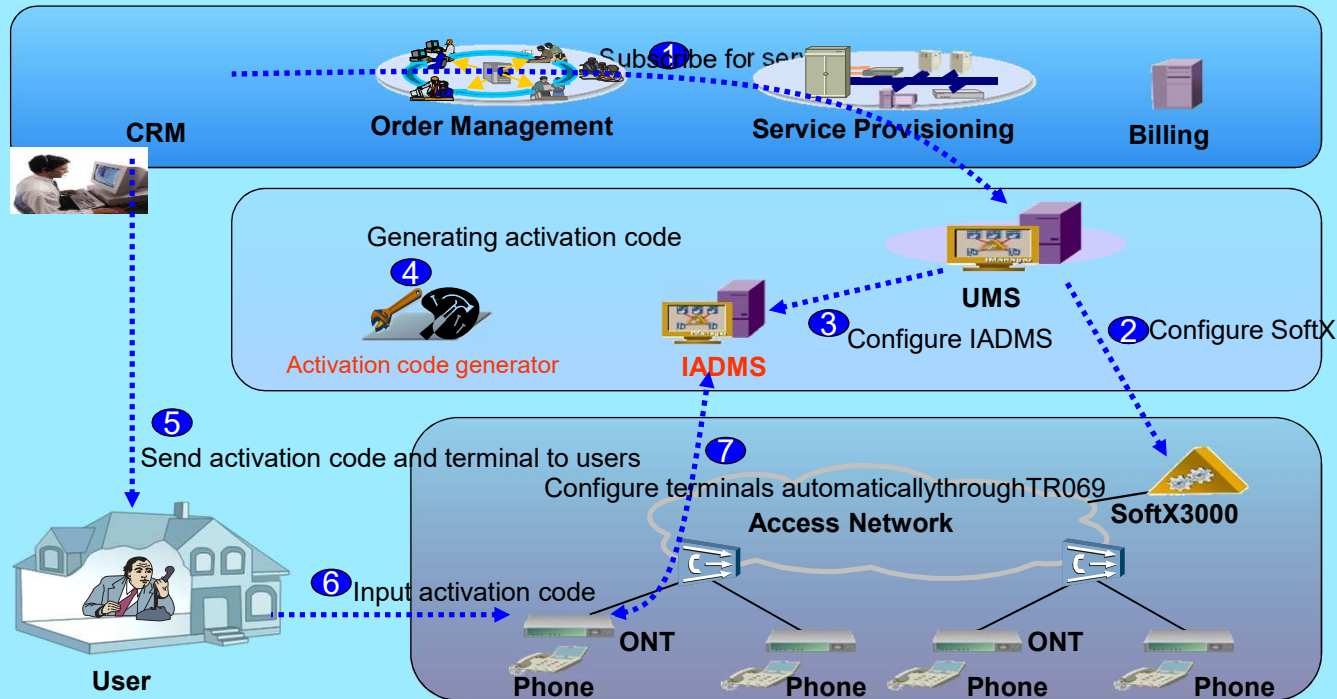 1
Subscribe for serv
CRM
Order Management
Service Provisioning
Billing
Generating activation code
4
Activation code generator
IADMS
3
Configure IADMS
UMS
2
Configure SoftX
5
Send activation code and terminal to users
7
Configure terminals automaticallythroughTR069
Access Network
SoftX3000
6
Input activation code
ONT
ONT
User
Phone
Phone
Phone
Phone